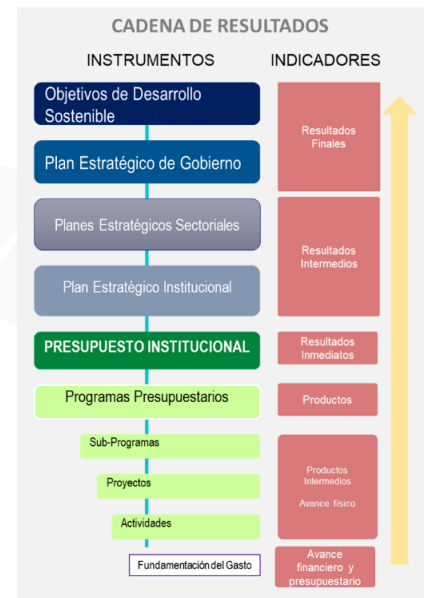 CADENA DE RESULTADOS
INSTRUMENTOS
INDICADORES
Objetivos de Desarrollo
Sostenible
Resultados
Finales
Plan Estratégico de Gobierno
Planes Estratégicos Sectoriales
Resultados
Intermedios
Plan Estratégico Institucional
PRESUPUESTO INSTITUCIONAL
Resultados
Inmediatos
Programas Presupuestarios
Productos
Sub-Programas
Proyectos
Actividades
Productos
Intermedios
Avance físico
Fundamentación del Gasto
Avance
financiero y
presupuestario